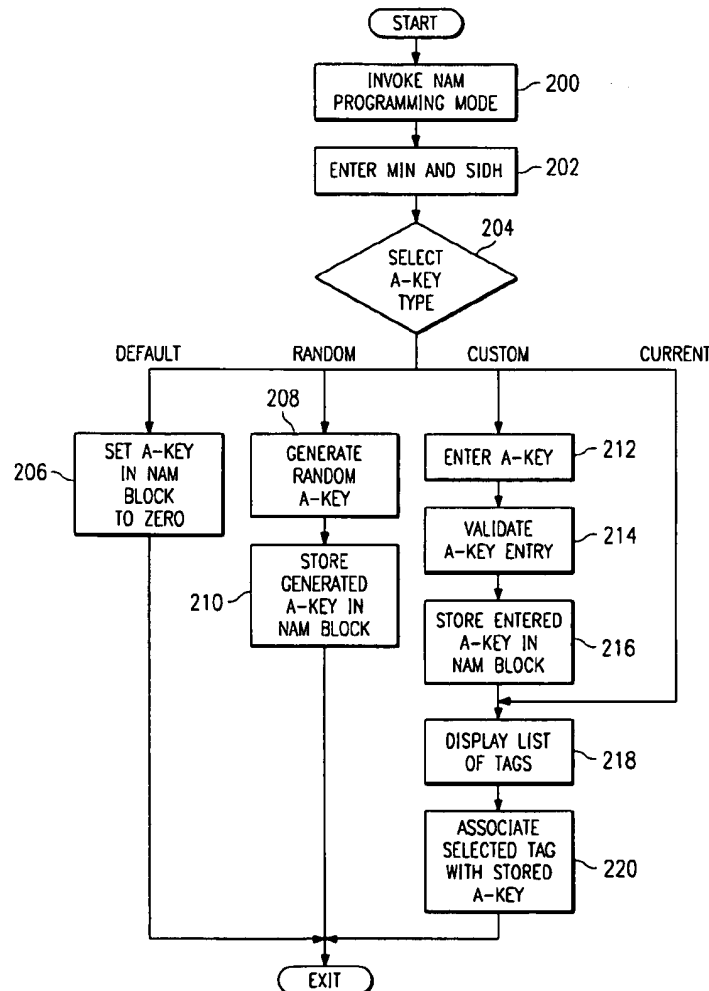 START
INVOKE NAM
PROGRAMMING MODE
200
ENTER MIN AND SIDH
202
204
SELECT
A-KEY
TYPE
DEFAULT
RANDOM
CUSTOM
CURRENT
206
SET A-KEY
IN NAM
BLOCK
TO ZERO
208
GENERATE
RANDOM
A-KEY
210
STORE
GENERATED
A-KEY IN
NAM BLOCK
ENTER A-KEY
212
VALIDATE
A-KEY ENTRY
214
STORE ENTERED
A-KEY IN
NAM BLOCK
216
DISPLAY LIST
OF TAGS
218
ASSOCIATE
SELECTED TAG
WITH STORED
A-KEY
220
EXIT